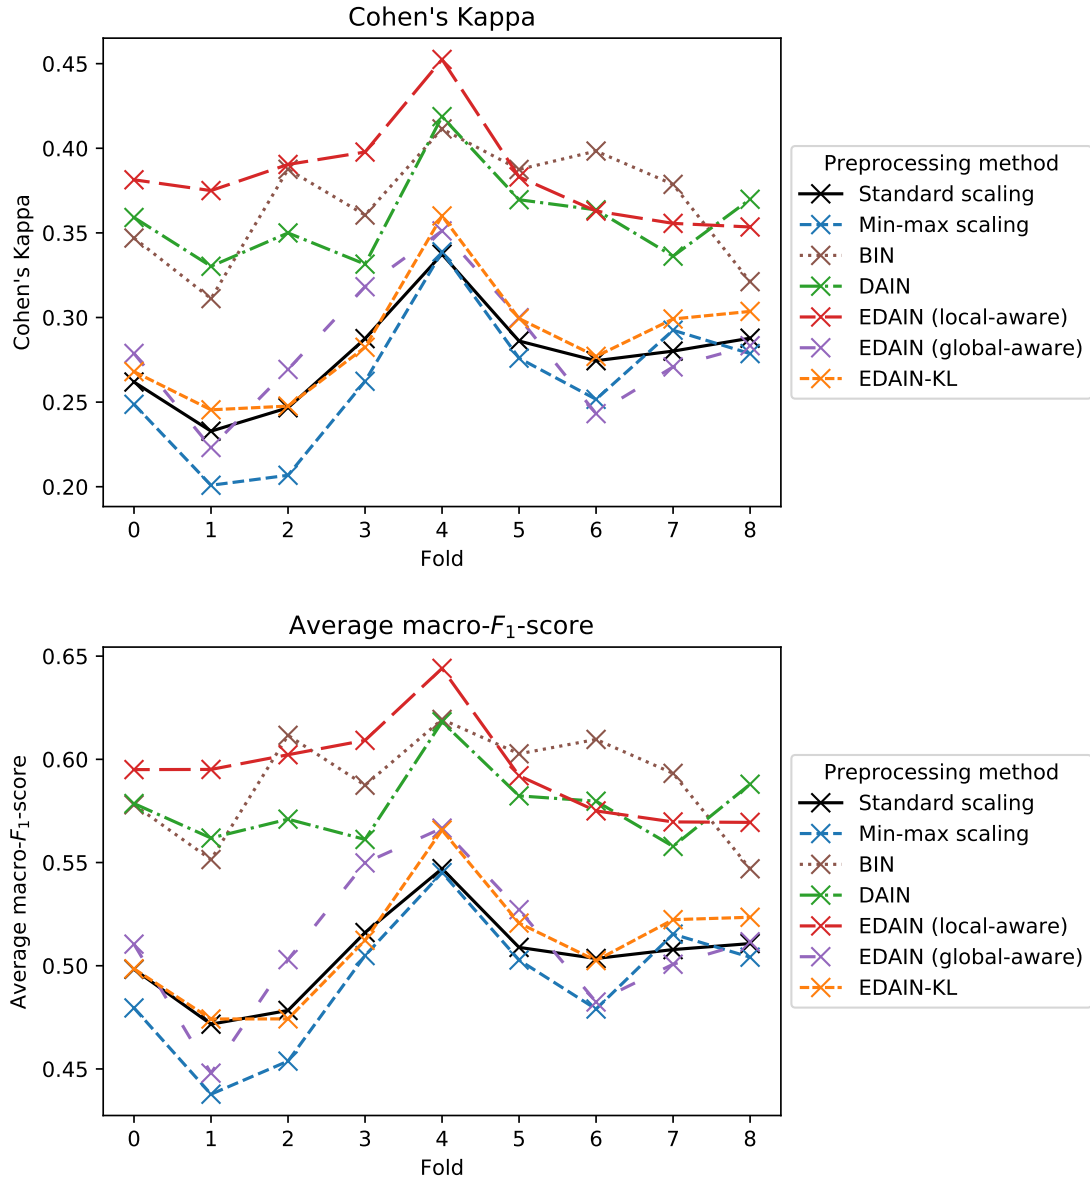 Cohen's Kappa
Cohen's Kappa
0.45
0.40
0.35
0.30
0.25
0.20
0 1 2 3 4 5 6 7 8
Fold
Preprocessing method
Standard scaling
Min-max scaling
BIN
DAIN
EDAIN (local-aware)
EDAIN (global-aware)
EDAIN-KL
Average macro-F₁-score
Average macro-F₁-score
0.65
0.60
0.55
0.50
0.45
0 1 2 3 4 5 6 7 8
Fold
Preprocessing method
Standard scaling
Min-max scaling
BIN
DAIN
EDAIN (local-aware)
EDAIN (global-aware)
EDAIN-KL